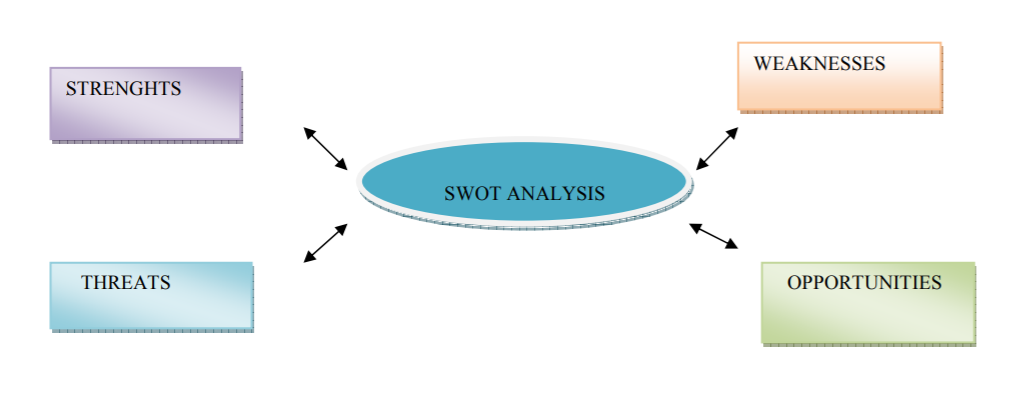 STRENGHTS
WEAKNESSES
SWOT ANALYSIS
THREATS
OPPORTUNITIES